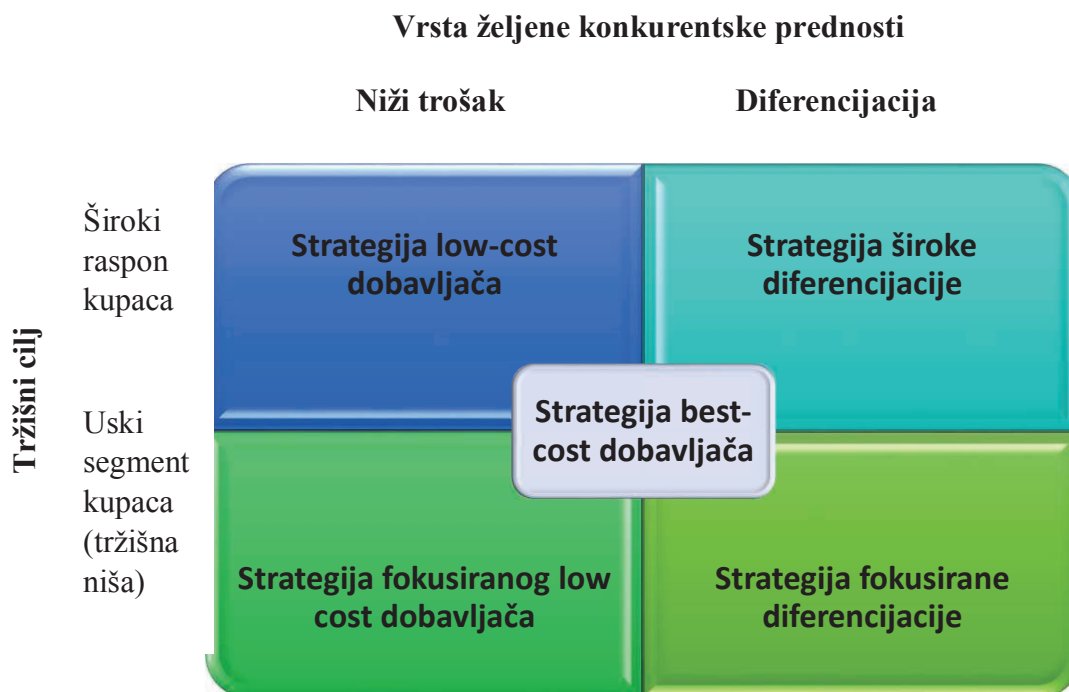 Vrsta željene konkurentske prednosti
Niži trošak
Diferencijacija
Tržišni cilj
Široki
raspon
kupaca
Strategija low-cost
dobavljača
Strategija široke
diferencijacije
Strategija best-
cost dobavljača
Uski
segment
kupaca
(tržišna
niša)
Strategija fokusiranog low
cost dobavljača
Strategija fokusirane
diferencijacije